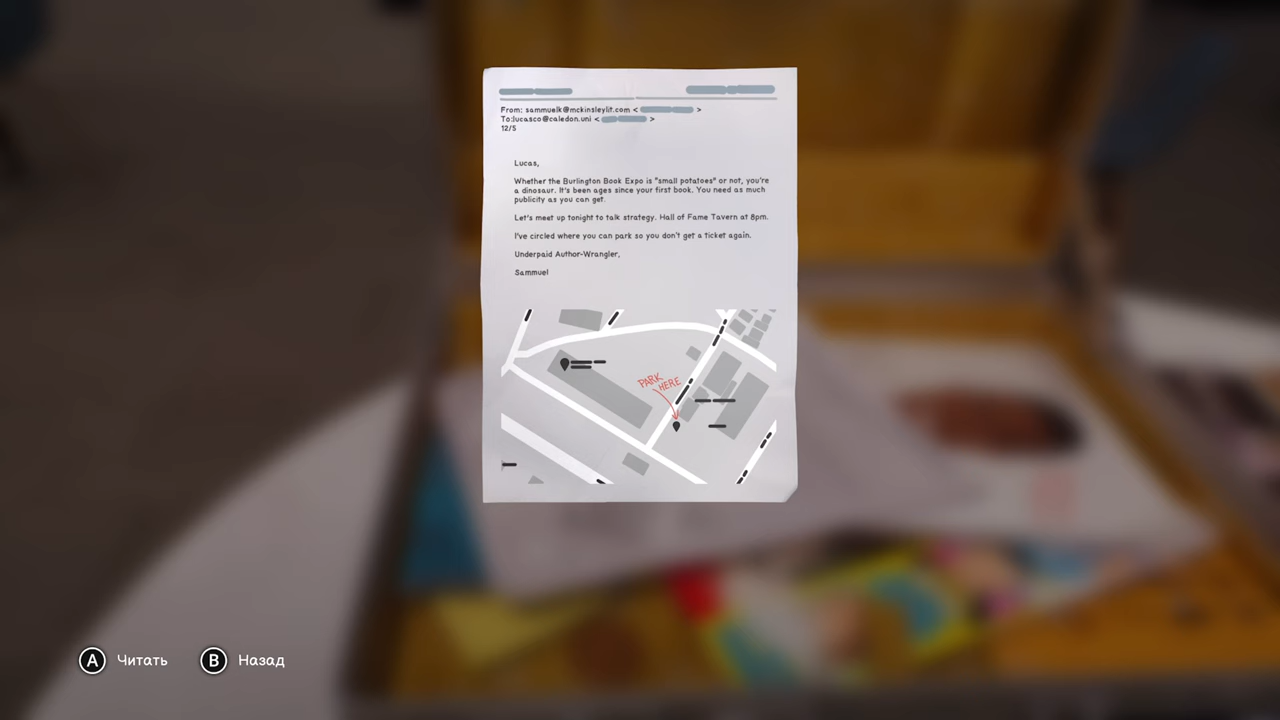 From: sammuelk@mckinsleylit.com < >
To:lucasco@caledon.uni < >
12/5
Lucas,
Whether the Burlington Book Expo is "small potatoes" or not, you're
a dinosaur. It's been ages since your first book. You need as much
publicity as you can get.
Let's meet up tonight to talk strategy. Hall of Fame Tavern at 8pm.
I've circled where you can park so you don't get a ticket again.
Underpaid Author-Wrangler,
Sammuel
PARK
HERE
A Читать B Назад